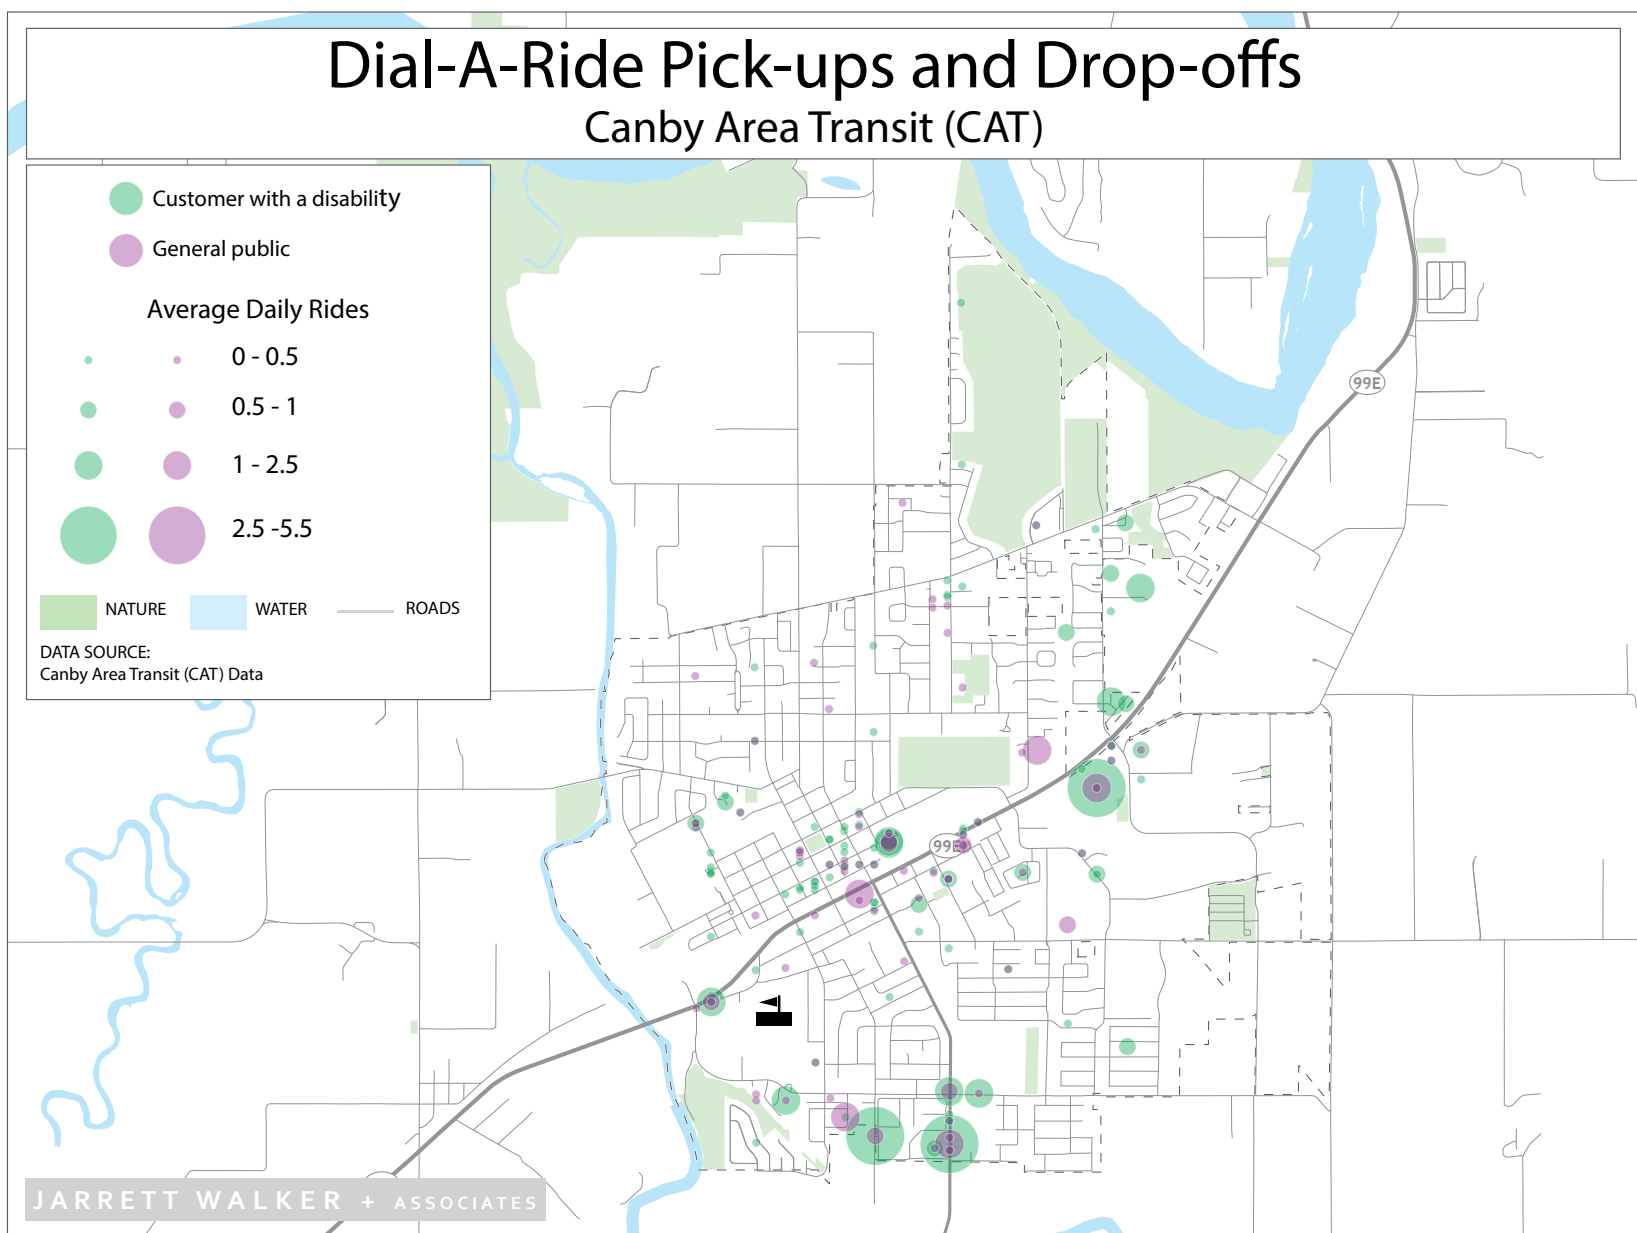 Dial-A-Ride Pick-ups and Drop-offs
Canby Area Transit (CAT)
Customer with a disability
General public
Average Daily Rides
0 - 0.5
0.5 - 1
1 - 2.5
2.5 -5.5
NATURE
WATER
ROADS
DATA SOURCE:
Canby Area Transit (CAT) Data
99E
99E
JARRETT WALKER + ASSOCIATES